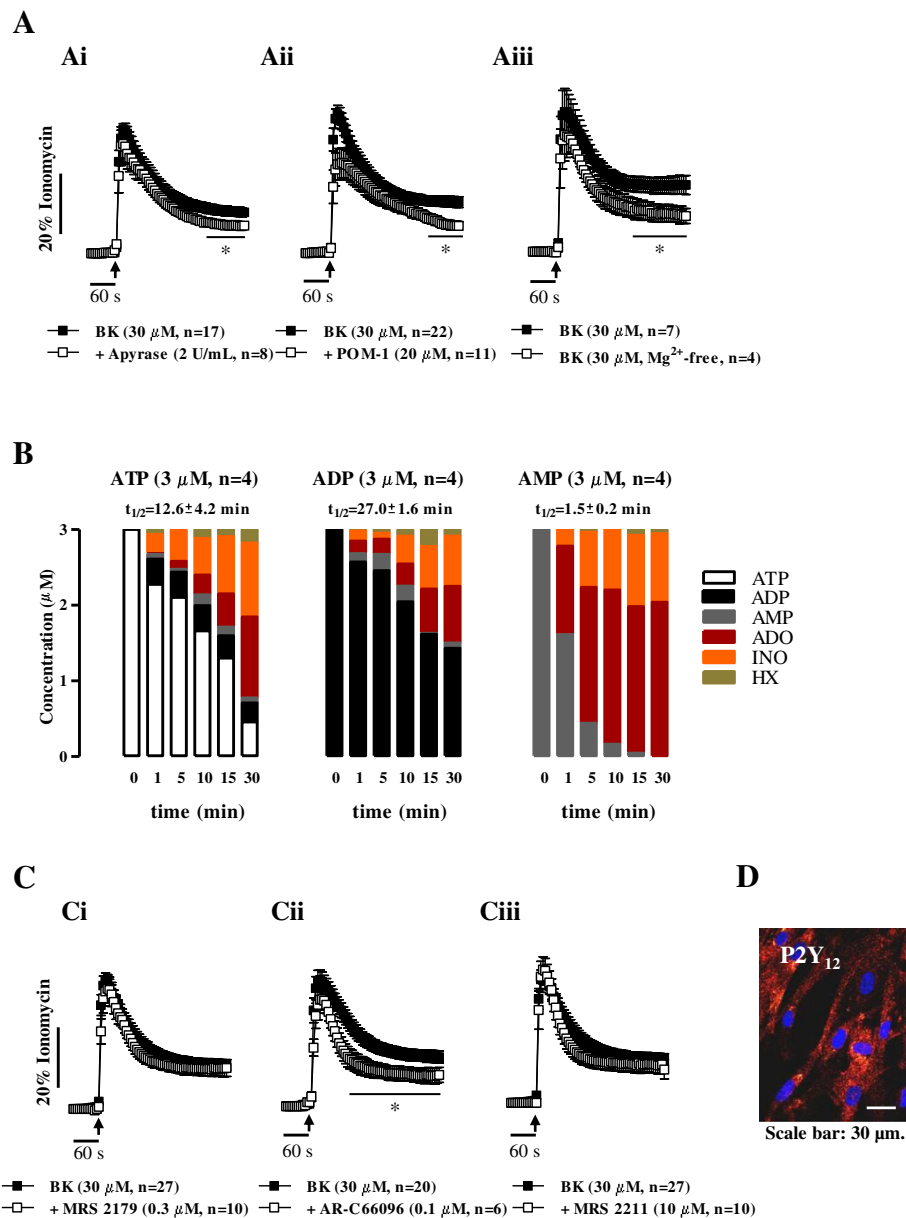 A
Ai
Aii
Aiii
20% Ionomycin
*
*
*
60 s
60 s
60 s
BK (30 μM, n=17)
+ Apyrase (2 U/mL, n=8)
BK (30 μM, n=22)
+ POM-1 (20 μM, n=11)
BK (30 μM, n=7)
BK (30 μM, Mg²⁺-free, n=4)
B
ATP (3 μM, n=4)
ADP (3 μM, n=4)
AMP (3 μM, n=4)
t₁/₂=12.6±4.2 min
t₁/₂=27.0±1.6 min
t₁/₂=1.5±0.2 min
Concentration (μM)
3
2
1
0
0 1 5 10 15 30
0 1 5 10 15 30
0 1 5 10 15 30
time (min)
time (min)
time (min)
ATP
ADP
AMP
ADO
INO
HX
C
Ci
Cii
Ciii
20% Ionomycin
*
60 s
60 s
60 s
BK (30 μM, n=27)
+ MRS 2179 (0.3 μM, n=10)
BK (30 μM, n=20)
+ AR-C66096 (0.1 μM, n=6)
BK (30 μM, n=27)
+ MRS 2211 (10 μM, n=10)
D
P2Y₁₂
Scale bar: 30 μm.